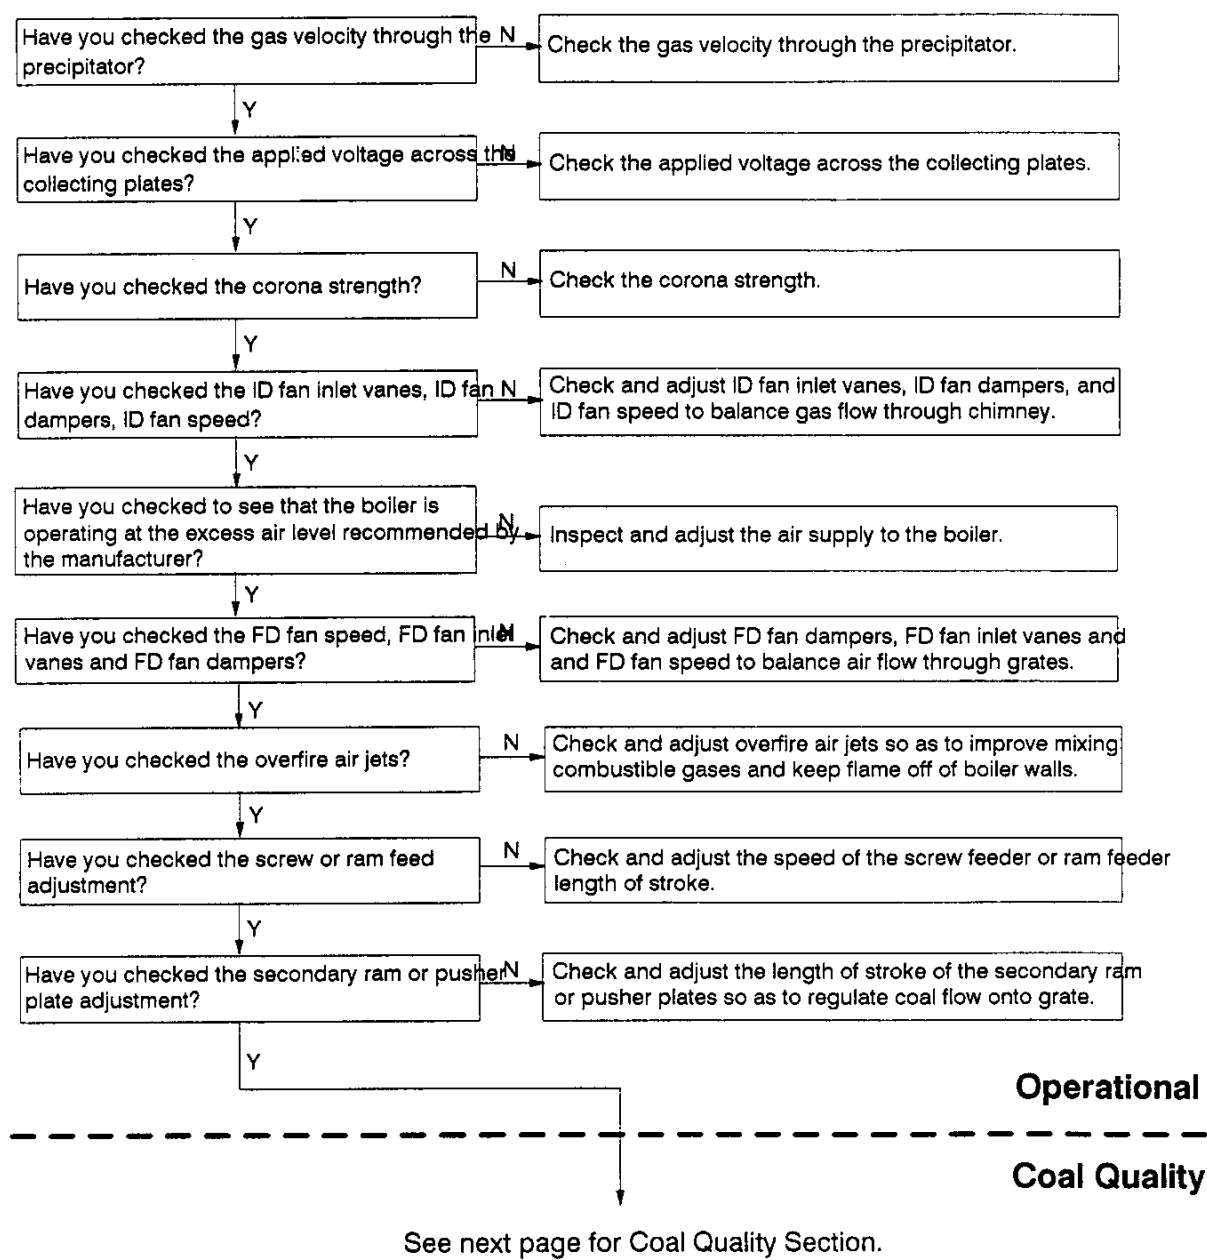 Have you checked the gas velocity through the
precipitator?
N
Check the gas velocity through the precipitator.
Y
Have you checked the applied voltage across the
collecting plates?
N
Check the applied voltage across the collecting plates.
Y
Have you checked the corona strength?
N
Check the corona strength.
Y
Have you checked the ID fan inlet vanes, ID fan
dampers, ID fan speed?
N
Check and adjust ID fan inlet vanes, ID fan dampers, and
ID fan speed to balance gas flow through chimney.
Y
Have you checked to see that the boiler is
operating at the excess air level recommended by
the manufacturer?
N
Inspect and adjust the air supply to the boiler.
Y
Have you checked the FD fan speed, FD fan inlet
vanes and FD fan dampers?
N
Check and adjust FD fan dampers, FD fan inlet vanes and
and FD fan speed to balance air flow through grates.
Y
Have you checked the overfire air jets?
N
Check and adjust overfire air jets so as to improve mixing
combustible gases and keep flame off of boiler walls.
Y
Have you checked the screw or ram feed
adjustment?
N
Check and adjust the speed of the screw feeder or ram feeder
length of stroke.
Y
Have you checked the secondary ram or pusher
plate adjustment?
N
Check and adjust the length of stroke of the secondary ram
or pusher plates so as to regulate coal flow onto grate.
Y
Operational
Coal Quality
See next page for Coal Quality Section.